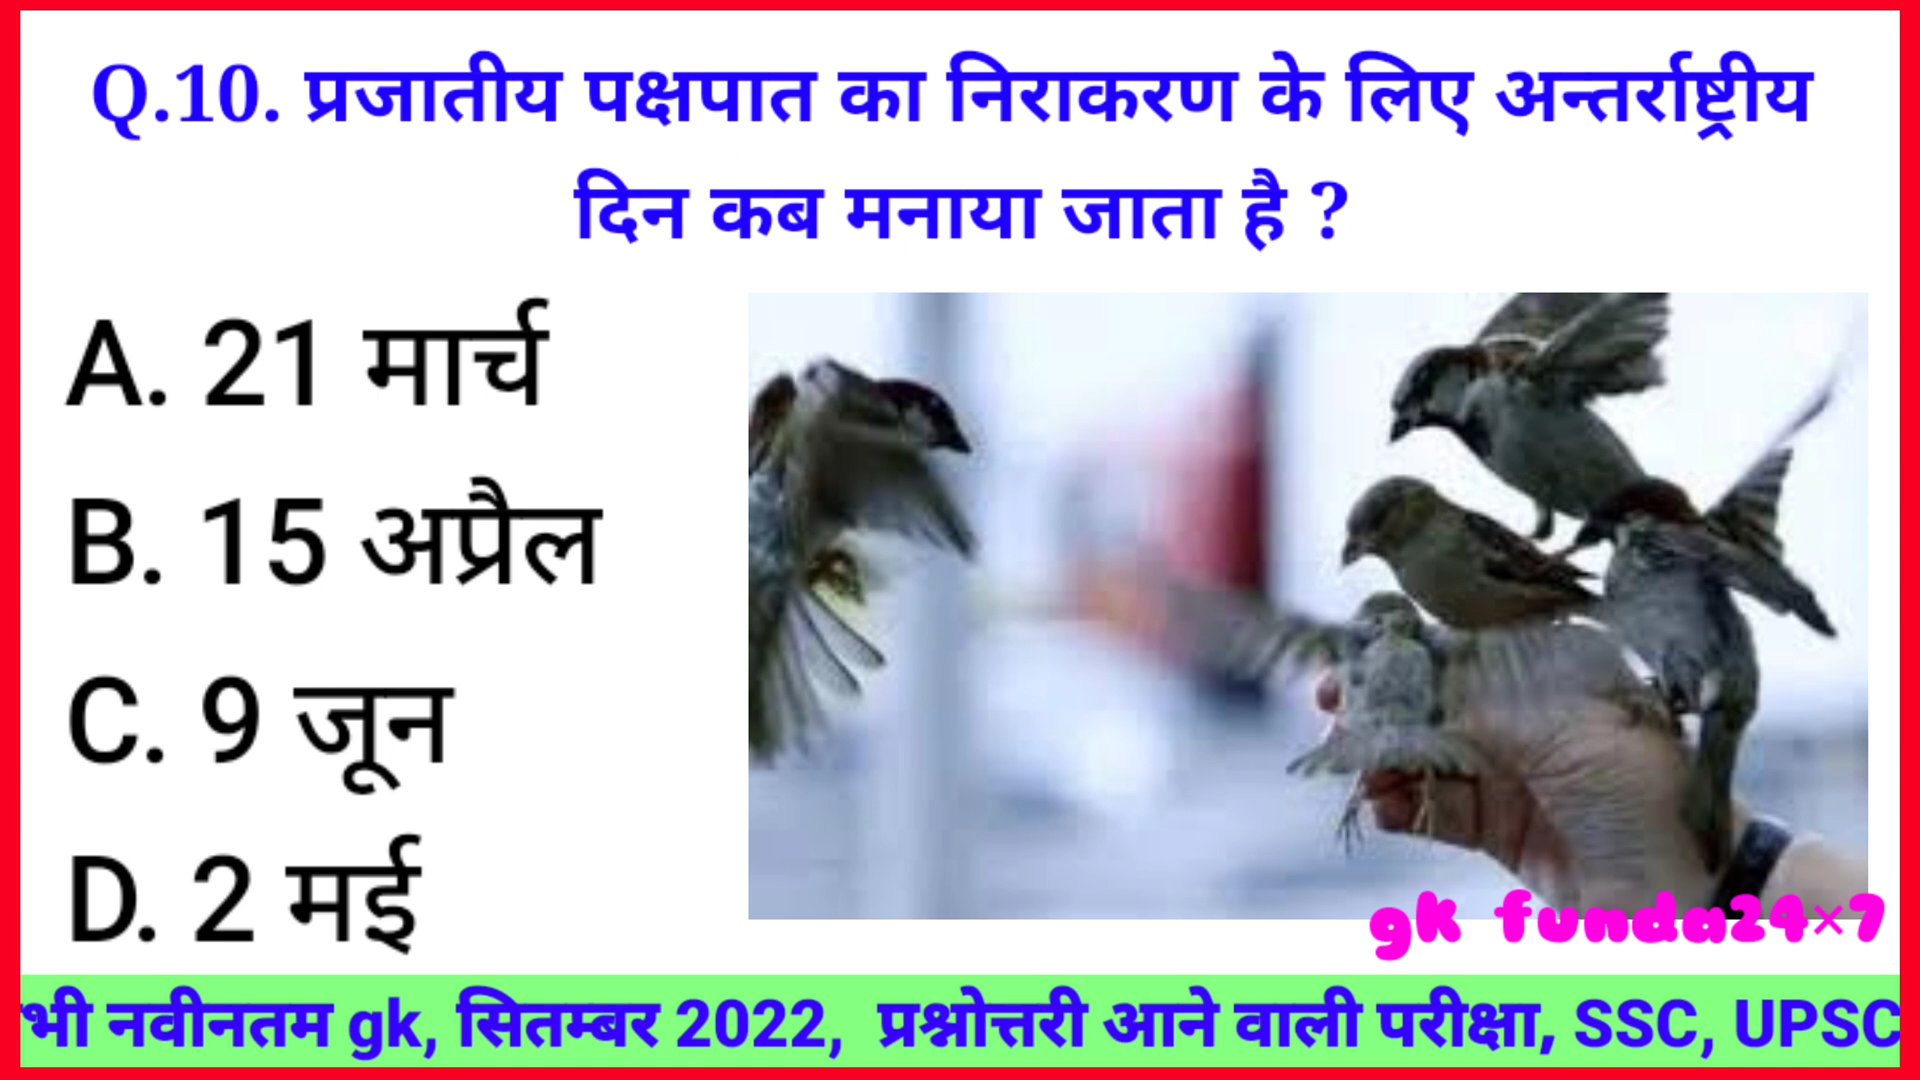 Q.10. प्रजातीय पक्षपात का निराकरण के लिए अन्तर्राष्ट्रीय
दिन कब मनाया जाता है ?
A. 21 मार्च
B. 15 अप्रैल
C. 9 जून
D. 2 मई
gk funda24×7
भी नवीनतम gk, सितम्बर 2022, प्रश्नोत्तरी आने वाली परीक्षा, SSC, UPSC